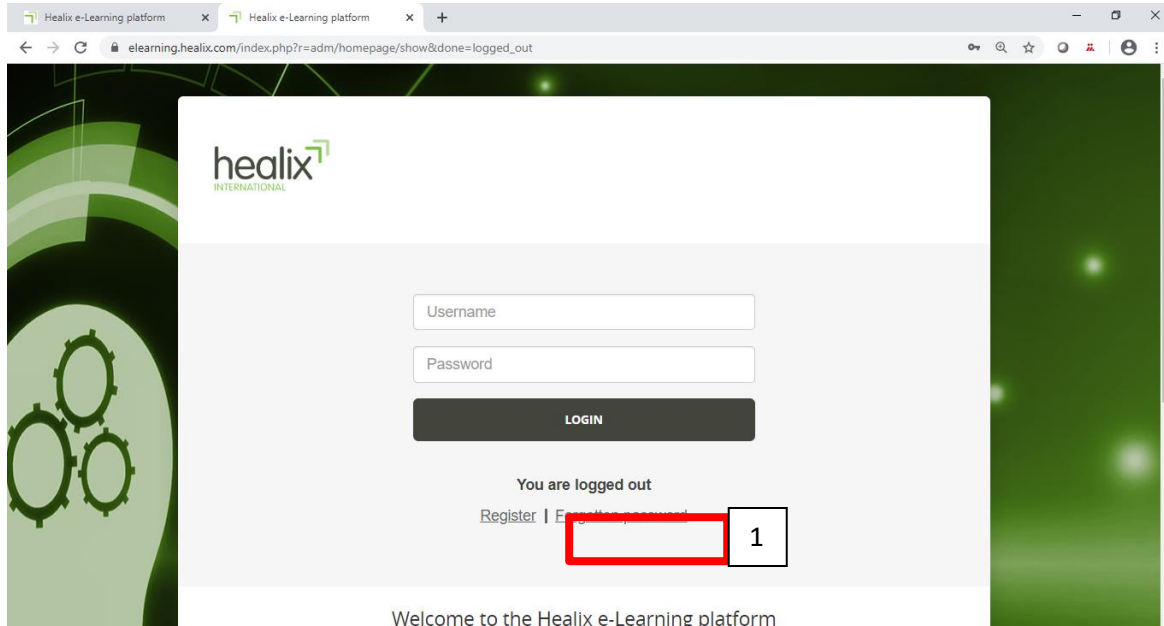 Healix e-Learning platform
Healix e-Learning platform
elearning.healix.com/index.php?r=adm/homepage/show&done=logged_out
healix
INTERNATIONAL
Username
Password
LOGIN
You are logged out
Register | Forgotten password
1
Welcome to the Healix e-Learning platform